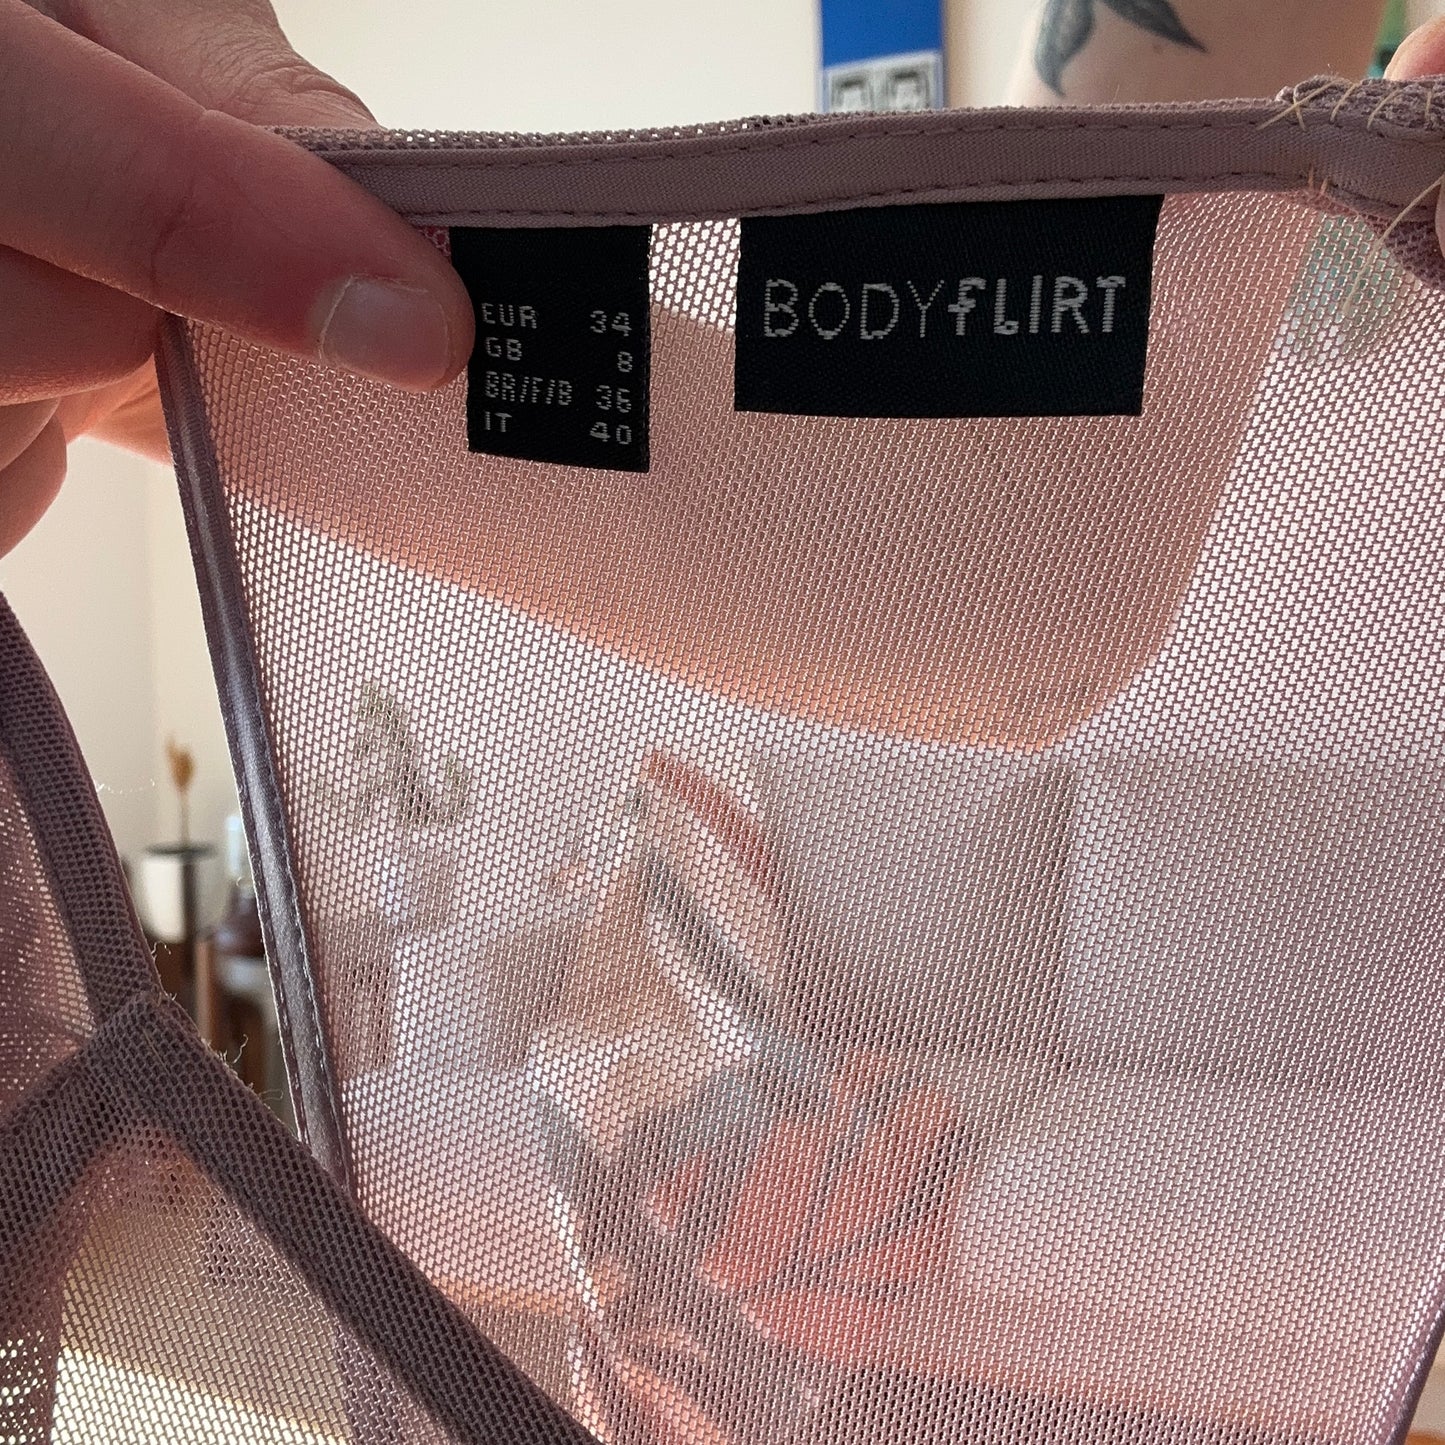 EUR 34
GB 8
BR/F/B 36
IT 40
BODYFLIRT